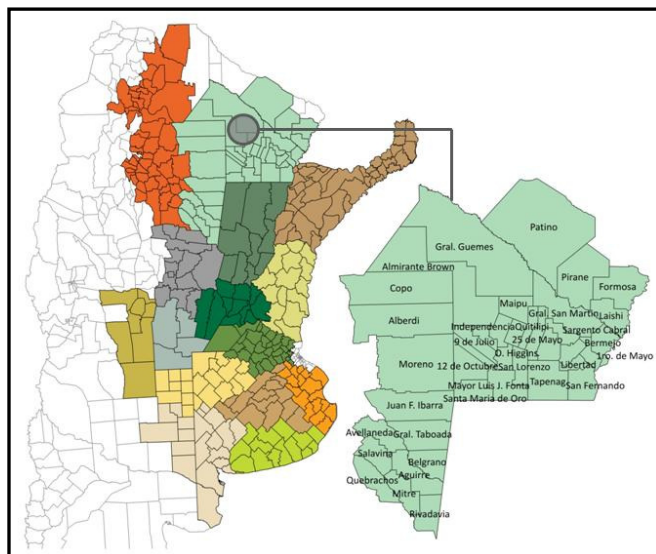 Patino
Gral. Guemes
Pirane
Almirante Brown
Formosa
Copo
Maipu
Gral. San Martin
Laishi
Alberdi
Independencia
Quitilipi
Sargento Cabral
9 de Julio
25 de Mayo
Bermejo
O. Higgins
1ro. de Mayo
Moreno
12 de Octubre
San Lorenzo
Libertad
Mayor Luis J. Fonta
Tapenag
San Fernando
Santa Maria de Oro
Juan F. Ibarra
Avellaneda
Gral. Taboada
Salavina
Belgrano
Aguirre
Quebrachos
Mitre
Rivadavia